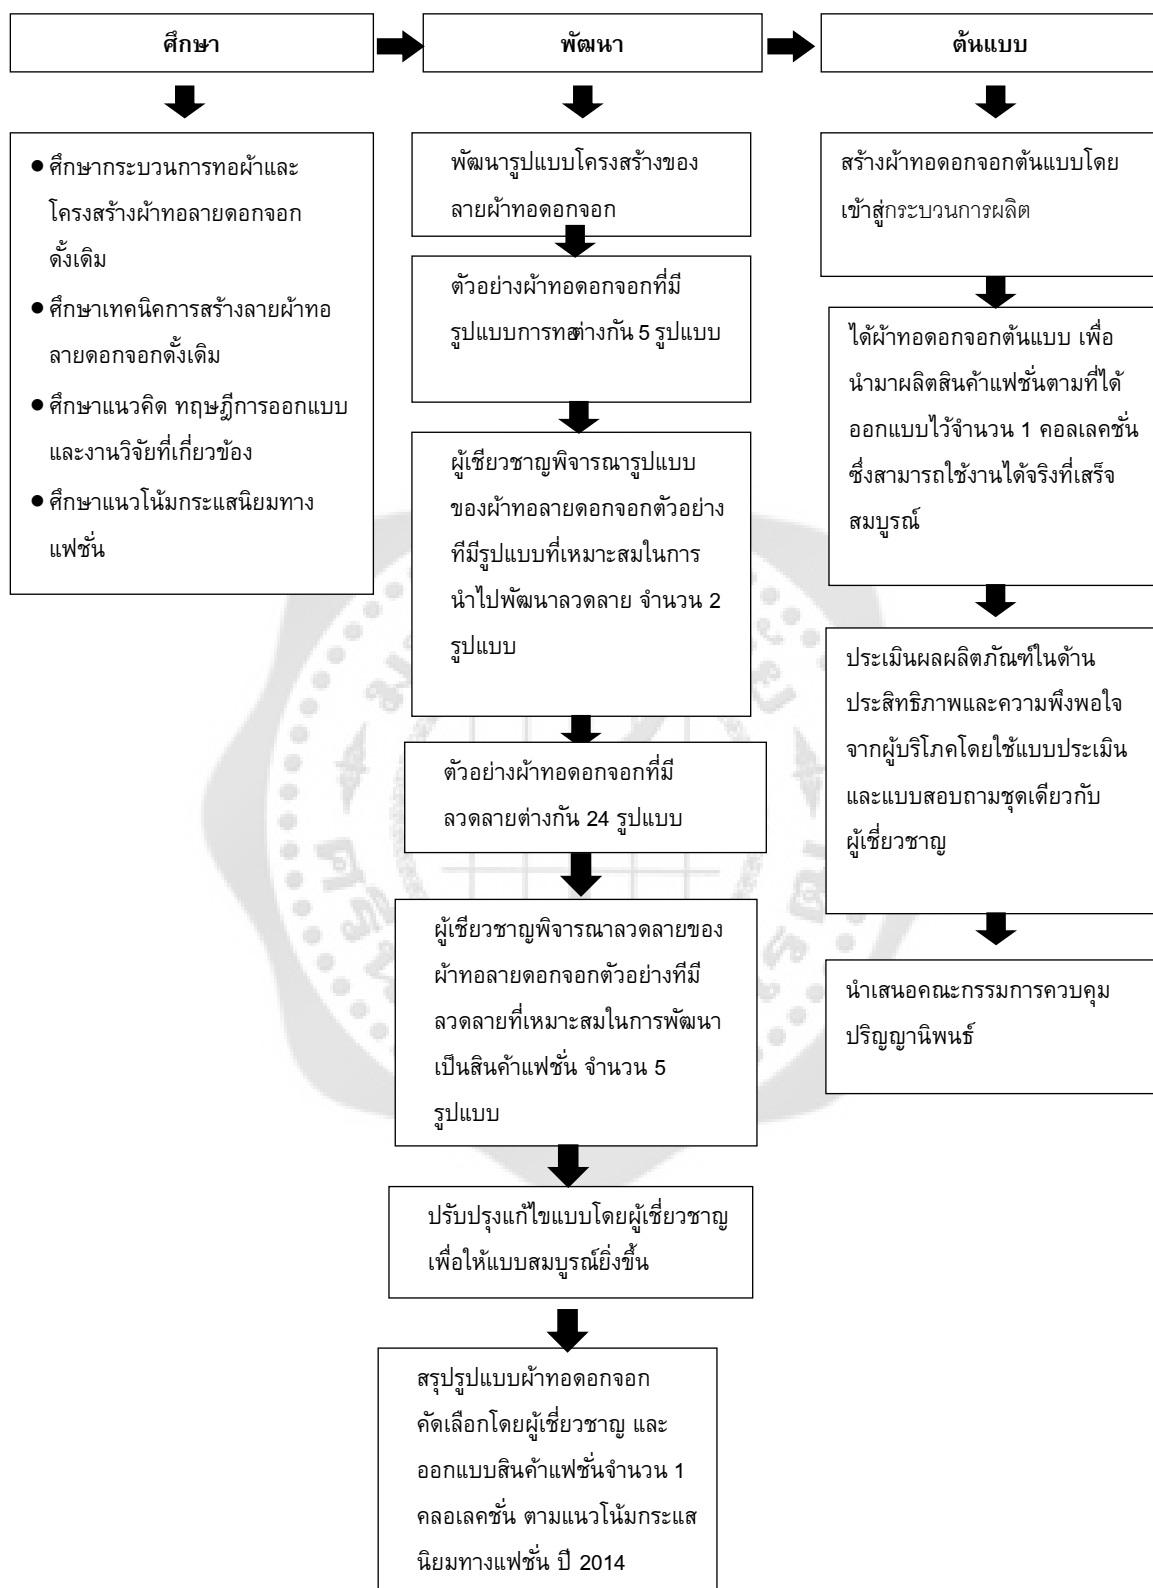 ศึกษา
พัฒนา
ต้นแบบ
● ศึกษากระบวนการทอผ้าและ
โครงสร้างผ้าทอลายดอกจอก
ดั้งเดิม
● ศึกษาเทคนิคการสร้างลายผ้าทอ
ลายดอกจอกดั้งเดิม
● ศึกษาแนวคิด ทฤษฎีการออกแบบ
และงานวิจัยที่เกี่ยวข้อง
● ศึกษาแนวโน้มกระแสนิยมทาง
แฟชั่น
พัฒนารูปแบบโครงสร้างของ
ลายผ้าทอดอกจอก
ตัวอย่างผ้าทอดอกจอกที่มี
รูปแบบการทอต่างกัน 5 รูปแบบ
ผู้เชียวชาญพิจารณารูปแบบ
ของผ้าทอลายดอกจอกตัวอย่าง
ทีมีรูปแบบที่เหมาะสมในการ
นำไปพัฒนาลวดลาย จำนวน 2
รูปแบบ
ตัวอย่างผ้าทอดอกจอกที่มี
ลวดลายต่างกัน 24 รูปแบบ
ผู้เชียวชาญพิจารณาลวดลายของ
ผ้าทอลายดอกจอกตัวอย่างทีมี
ลวดลายที่เหมาะสมในการพัฒนา
เป็นสินค้าแฟชั่น จำนวน 5
รูปแบบ
ปรับปรุงแก้ไขแบบโดยผู้เชี่ยวชาญ
เพื่อให้แบบสมบูรณ์ยิ่งขึ้น
สรุปรูปแบบผ้าทอดอกจอก
คัดเลือกโดยผู้เชี่ยวชาญ และ
ออกแบบสินค้าแฟชั่นจำนวน 1
คลอเลคชั่น ตามแนวโน้มกระแส
นิยมทางแฟชั่น ปี 2014
สร้างผ้าทอดอกจอกต้นแบบโดย
เข้าสู่กระบวนการผลิต
ได้ผ้าทอดอกจอกต้นแบบ เพื่อ
นำมาผลิตสินค้าแฟชั่นตามที่ได้
ออกแบบไว้จำนวน 1 คอลเลคชั่น
ซึ่งสามารถใช้งานได้จริงที่เสร็จ
สมบูรณ์
ประเมินผลผลิตภัณฑ์ในด้าน
ประสิทธิภาพและความพึงพอใจ
จากผู้บริโภคโดยใช้แบบประเมิน
และแบบสอบถามชุดเดียวกับ
ผู้เชี่ยวชาญ
นำเสนอคณะกรรมการควบคุม
ปริญญานิพนธ์